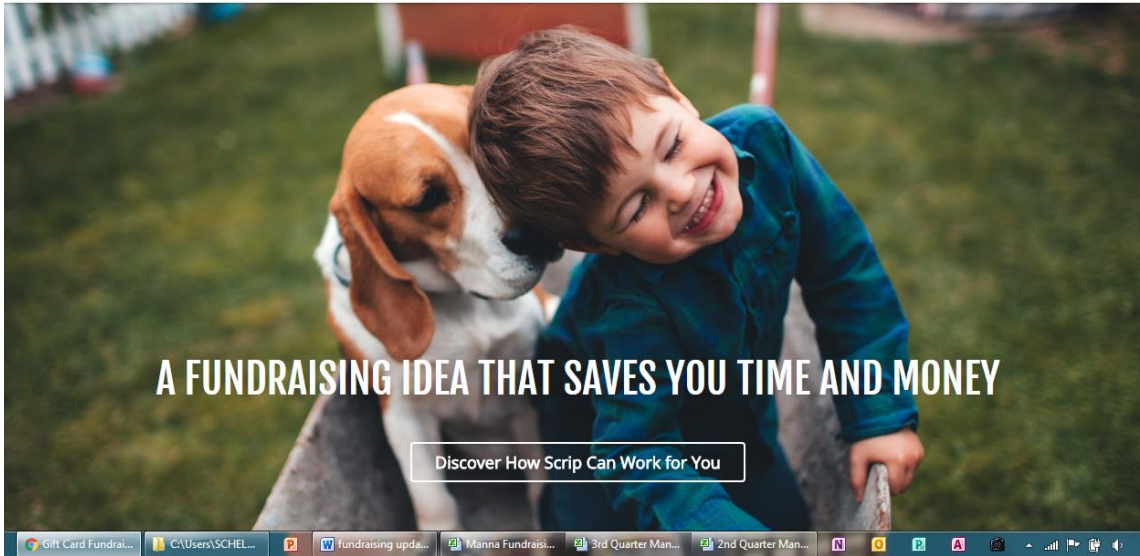 A FUNDRAISING IDEA THAT SAVES YOU TIME AND MONEY
Discover How Scrip Can Work for You
Gift Card Fundrai...
C:\Users\SCHEL...
fundraising upda...
Manna Fundraisi...
3rd Quarter Man...
2nd Quarter Man...